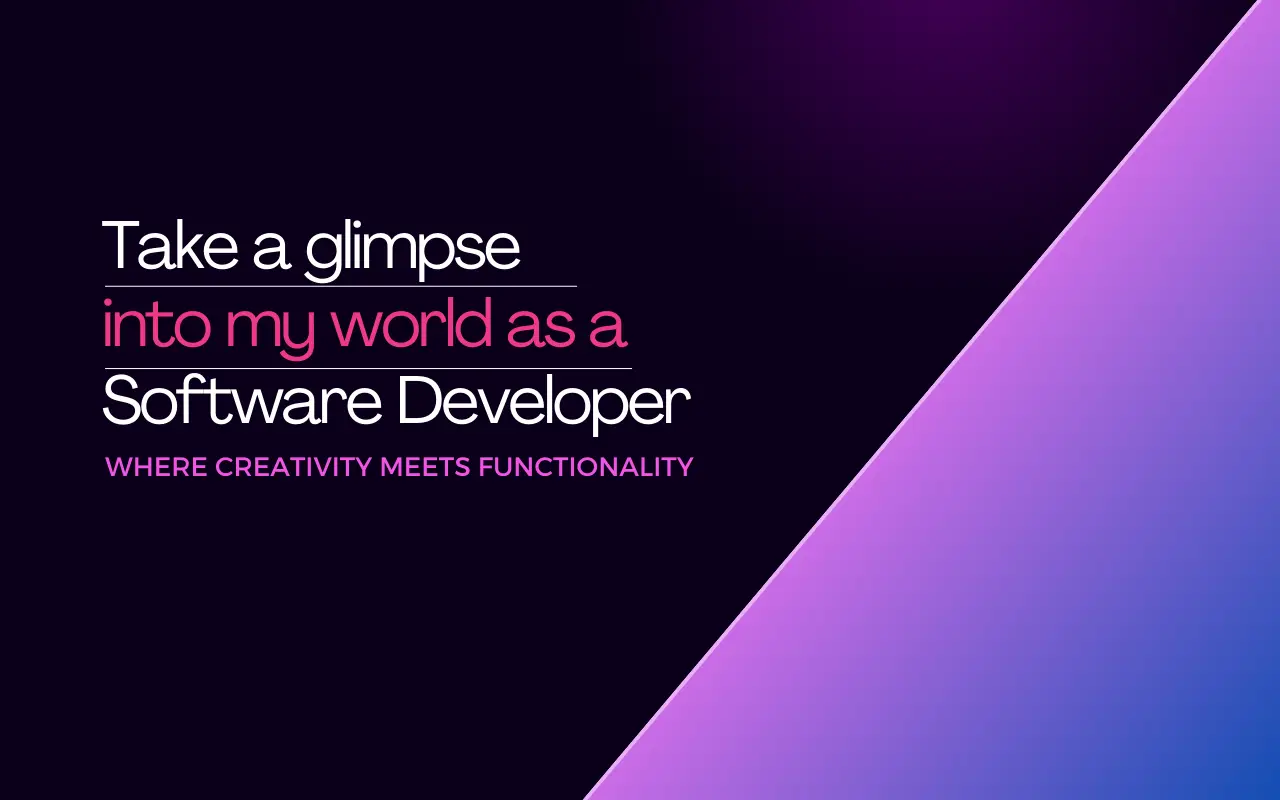 Take a glimpse
into my world as a
Software Developer
WHERE CREATIVITY MEETS FUNCTIONALITY